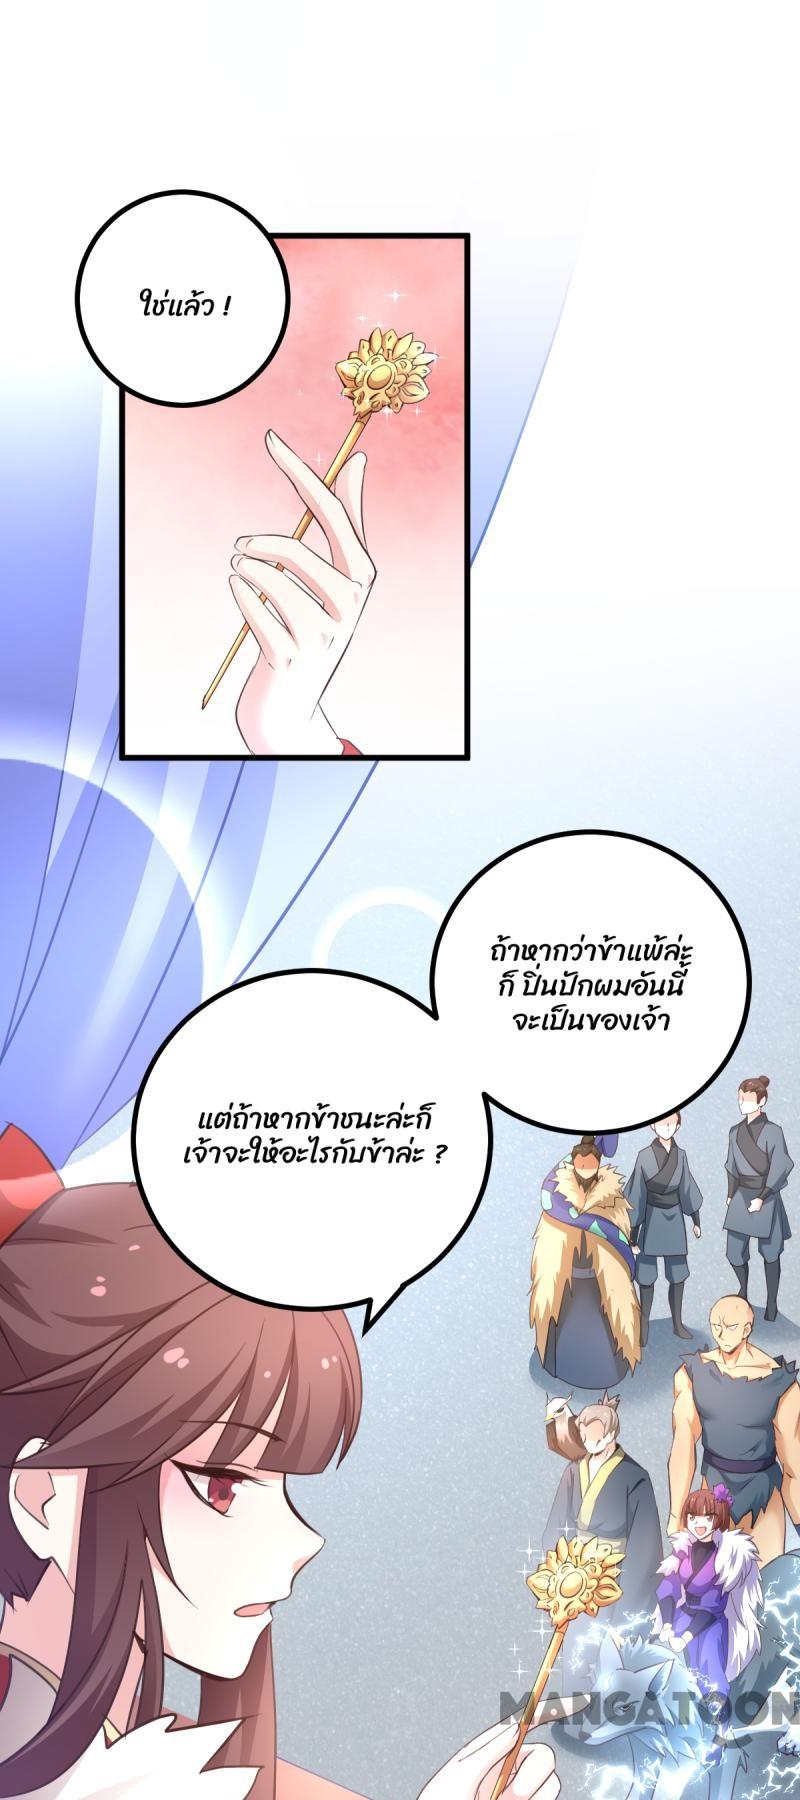 ใช่แล้ว !
ถ้าหากว่าข้าแพ้ล่ะ
ก็ ปิ่นปักผมอันนี้
จะเป็นของเจ้า
แต่ถ้าหากข้าชนะล่ะก็
เจ้าจะให้อะไรกับข้าล่ะ ?
MANGATOON